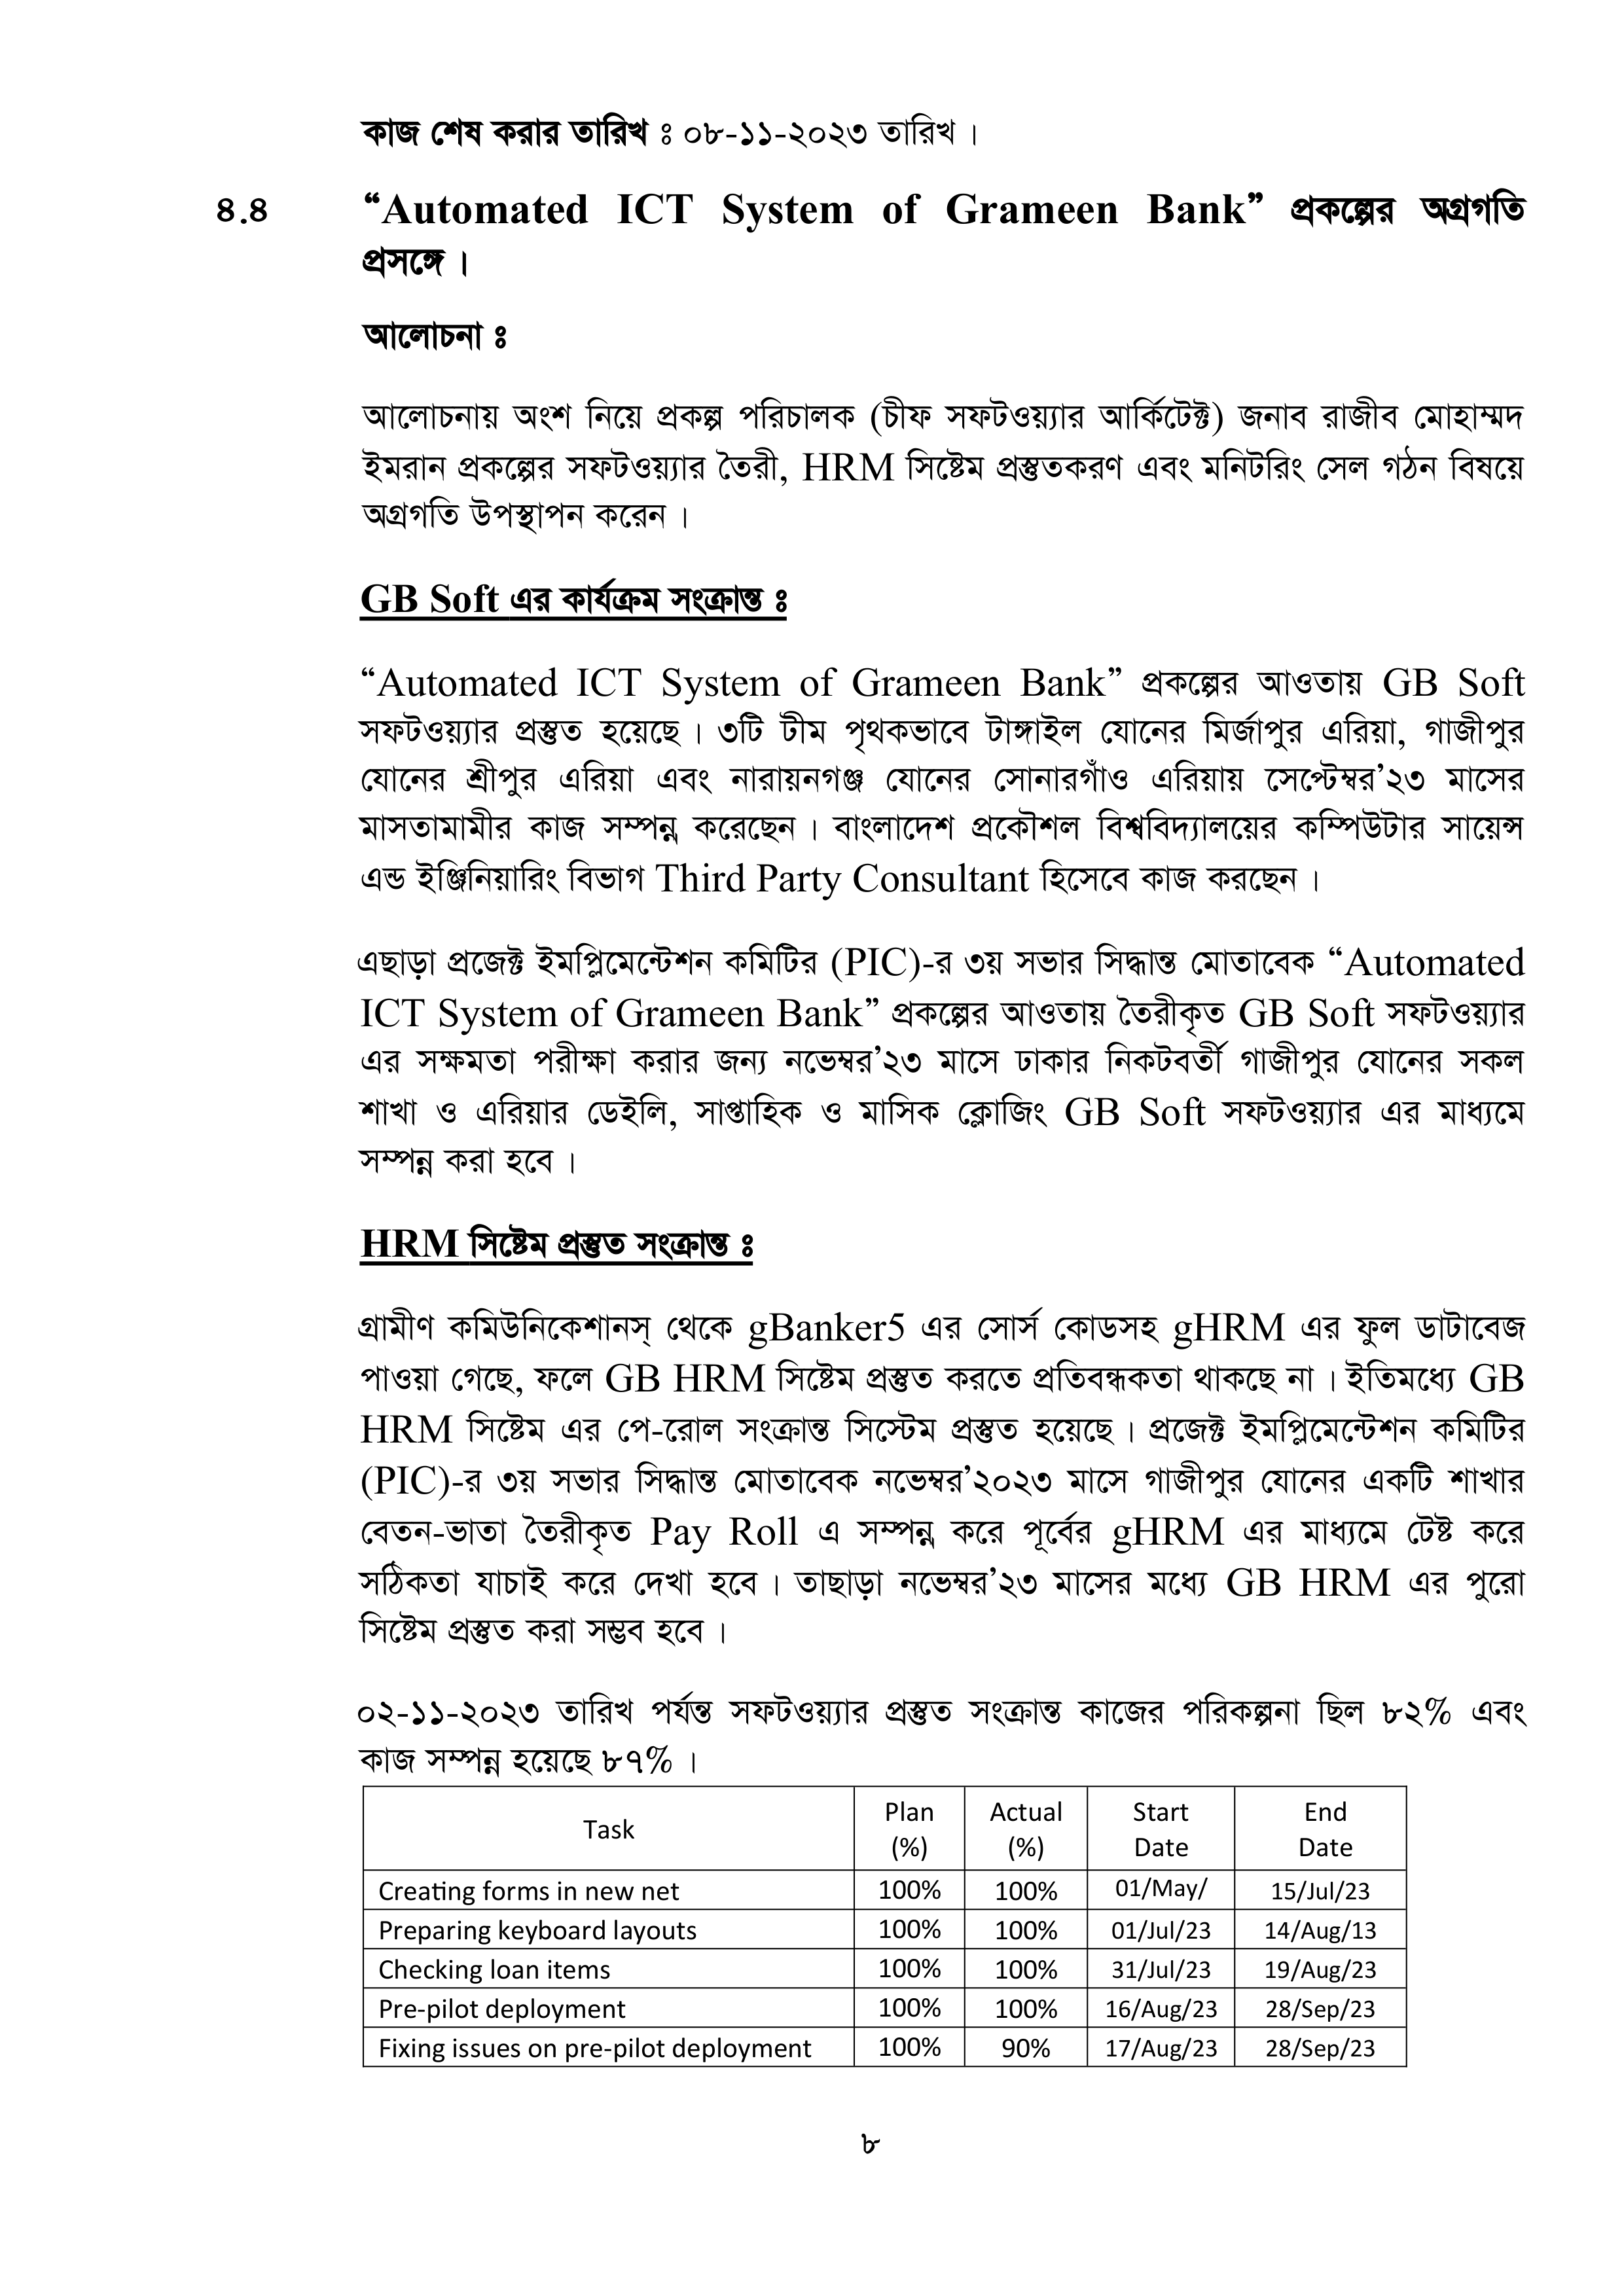 কাজ শেষ করার তারিখ ঃ ০৮-১১-২০২৩ তারিখ।
৪.৪ “Automated ICT System of Grameen Bank” প্রকল্পের অগ্রগতি
প্রসঙ্গে।
আলোচনা ঃ
আলোচনায় অংশ নিয়ে প্রকল্প পরিচালক (চীফ সফটওয়্যার আর্কিটেক্ট) জনাব রাজীব মোহাম্মদ
ইমরান প্রকল্পের সফটওয়্যার তৈরী, HRM সিষ্টেম প্রস্তুতকরণ এবং মনিটরিং সেল গঠন বিষয়ে
অগ্রগতি উপস্থাপন করেন।
GB Soft এর কার্যক্রম সংক্রান্ত ঃ
“Automated ICT System of Grameen Bank” প্রকল্পের আওতায় GB Soft
সফটওয়্যার প্রস্তুত হয়েছে। ৩টি টীম পৃথকভাবে টাঙ্গাইল যোনের মির্জাপুর এরিয়া, গাজীপুর
যোনের শ্রীপুর এরিয়া এবং নারায়নগঞ্জ যোনের সোনারগাঁও এরিয়ায় সেপ্টেম্বর’২৩ মাসের
মাসতামামীর কাজ সম্পন্ন করেছেন। বাংলাদেশ প্রকৌশল বিশ্ববিদ্যালয়ের কম্পিউটার সায়েন্স
এন্ড ইঞ্জিনিয়ারিং বিভাগ Third Party Consultant হিসেবে কাজ করছেন।
এছাড়া প্রজেক্ট ইমপ্লিমেন্টেশন কমিটির (PIC)-র ৩য় সভার সিদ্ধান্ত মোতাবেক “Automated
ICT System of Grameen Bank” প্রকল্পের আওতায় তৈরীকৃত GB Soft সফটওয়্যার
এর সক্ষমতা পরীক্ষা করার জন্য নভেম্বর’২৩ মাসে ঢাকার নিকটবর্তী গাজীপুর যোনের সকল
শাখা ও এরিয়ার ডেইলি, সাপ্তাহিক ও মাসিক ক্লোজিং GB Soft সফটওয়্যার এর মাধ্যমে
সম্পন্ন করা হবে।
HRM সিষ্টেম প্রস্তুত সংক্রান্ত ঃ
গ্রামীণ কমিউনিকেশানস্ থেকে gBanker5 এর সোর্স কোডসহ gHRM এর ফুল ডাটাবেজ
পাওয়া গেছে, ফলে GB HRM সিষ্টেম প্রস্তুত করতে প্রতিবন্ধকতা থাকছে না। ইতিমধ্যে GB
HRM সিষ্টেম এর পে-রোল সংক্রান্ত সিস্টেম প্রস্তুত হয়েছে। প্রজেক্ট ইমপ্লিমেন্টেশন কমিটির
(PIC)-র ৩য় সভার সিদ্ধান্ত মোতাবেক নভেম্বর’২০২৩ মাসে গাজীপুর যোনের একটি শাখার
বেতন-ভাতা তৈরীকৃত Pay Roll এ সম্পন্ন করে পূর্বের gHRM এর মাধ্যমে টেষ্ট করে
সঠিকতা যাচাই করে দেখা হবে। তাছাড়া নভেম্বর’২৩ মাসের মধ্যে GB HRM এর পুরো
সিষ্টেম প্রস্তুত করা সম্ভব হবে।
০২-১১-২০২৩ তারিখ পর্যন্ত সফটওয়্যার প্রস্তুত সংক্রান্ত কাজের পরিকল্পনা ছিল ৮২% এবং
কাজ সম্পন্ন হয়েছে ৮৭%।
Task Plan (%) Actual (%) Start Date End Date
Creating forms in new net 100% 100% 01/May/ 15/Jul/23
Preparing keyboard layouts 100% 100% 01/Jul/23 14/Aug/13
Checking loan items 100% 100% 31/Jul/23 19/Aug/23
Pre-pilot deployment 100% 100% 16/Aug/23 28/Sep/23
Fixing issues on pre-pilot deployment 100% 90% 17/Aug/23 28/Sep/23
৮